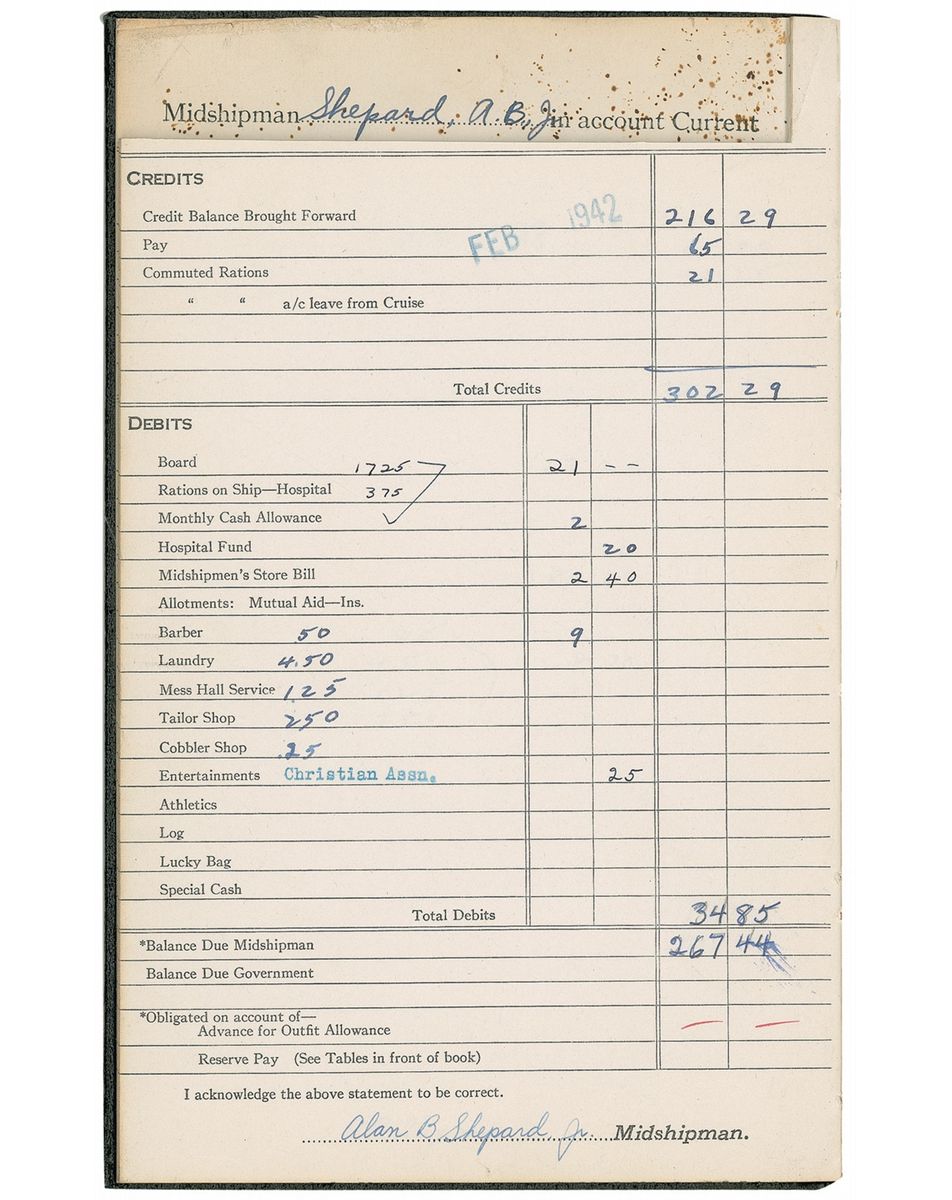 Midshipman Shepard, A. B., Jr in account Current
CREDITS
FEB 1942
Credit Balance Brought Forward 216 29
Pay 65
Commuted Rations 21
“ “ a/c leave from Cruise
Total Credits 302 29
DEBITS
Board 1725 21 --
Rations on Ship—Hospital 375
Monthly Cash Allowance 2
Hospital Fund 20
Midshipmen's Store Bill 2 40
Allotments: Mutual Aid—Ins.
Barber 50 9
Laundry 4.50
Mess Hall Service 125
Tailor Shop 250
Cobbler Shop .25
Entertainments Christian Assn. 25
Athletics
Log
Lucky Bag
Special Cash
Total Debits 34 85
*Balance Due Midshipman 267 44
Balance Due Government
*Obligated on account of—
Advance for Outfit Allowance — —
Reserve Pay (See Tables in front of book)
I acknowledge the above statement to be correct.
Alan B. Shepard Jr. Midshipman.